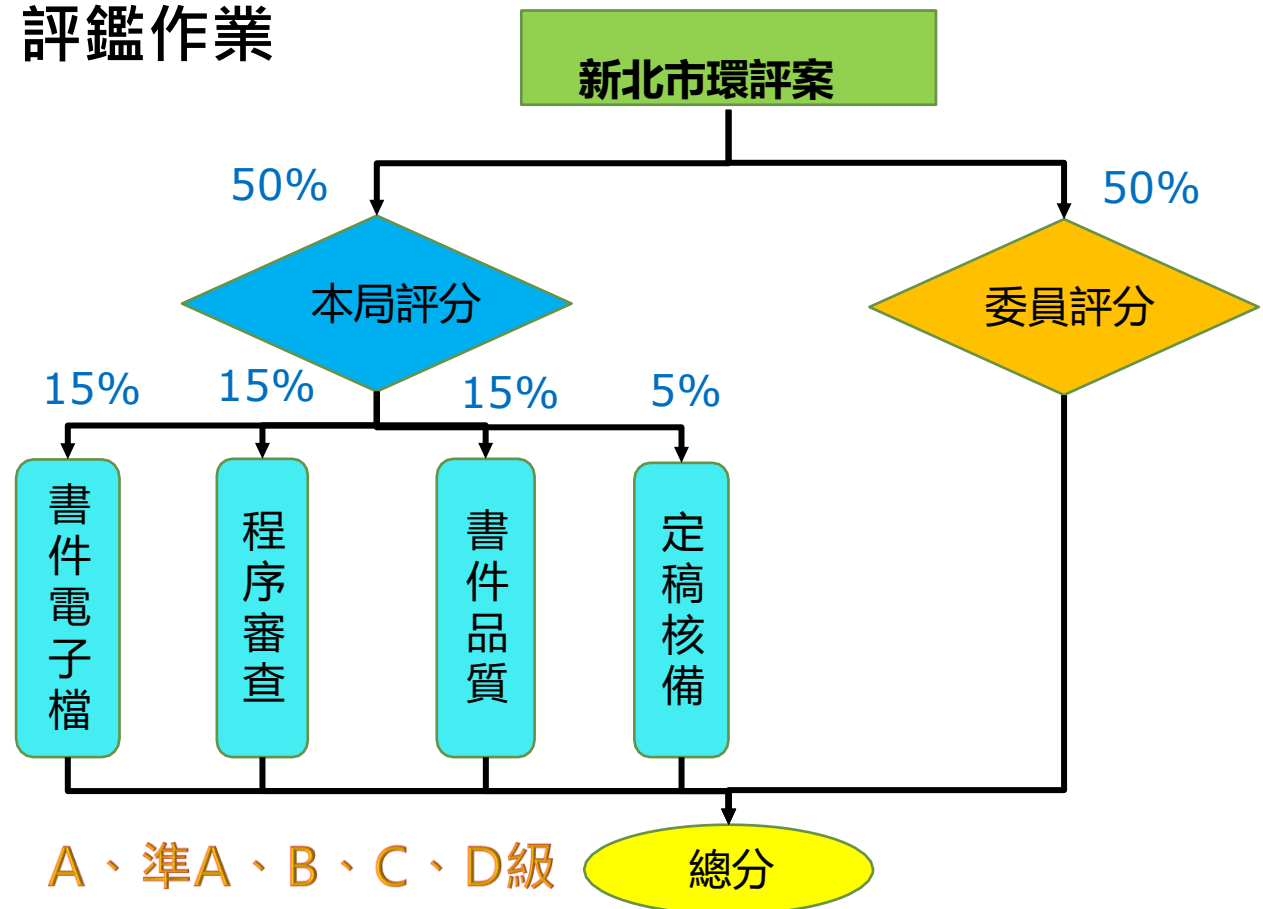 評鑑作業
新北市環評案
50%
50%
本局評分
委員評分
15%
15%
15%
5%
書件電子檔
程序審查
書件品質
定稿核備
A、準A、B、C、D級
總分